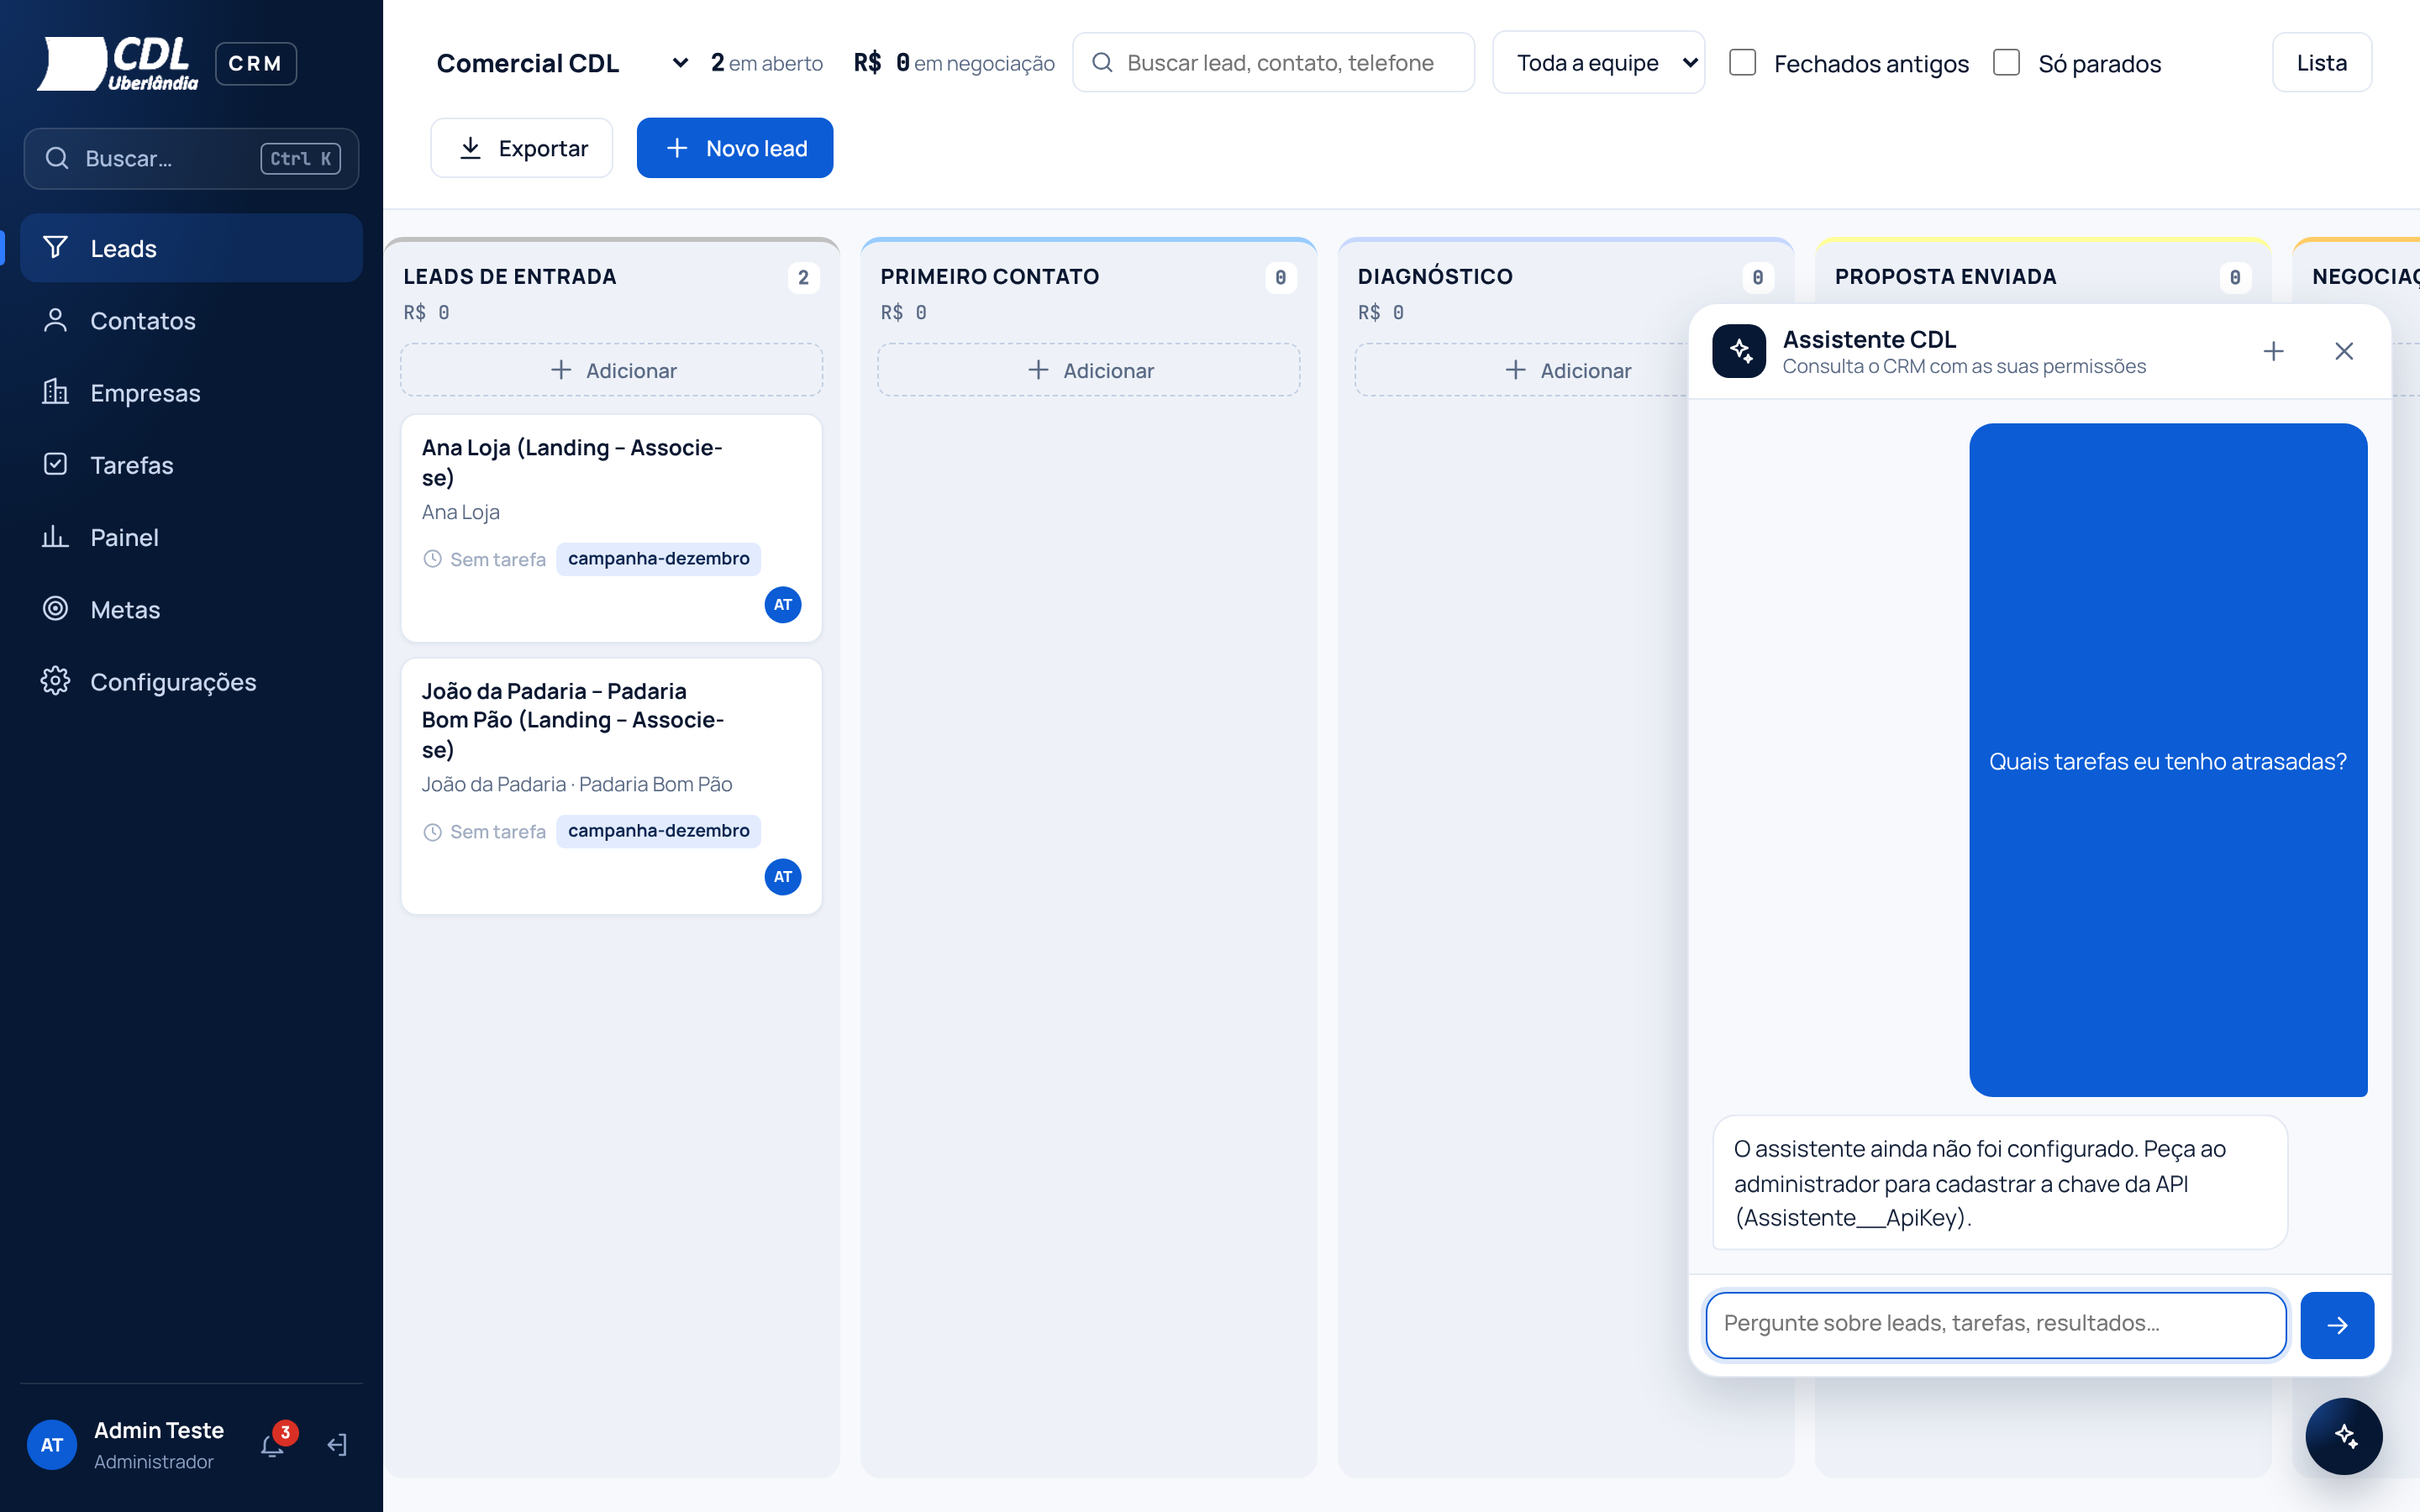 CDL
Uberlândia
CRM
Buscar...
Ctrl K
Leads
Contatos
Empresas
Tarefas
Painel
Metas
Configurações
AT
Admin Teste
Administrador
3
Comercial CDL
2 em aberto
R$ 0 em negociação
Buscar lead, contato, telefone
Toda a equipe
Fechados antigos
Só parados
Lista
Exportar
Novo lead
LEADS DE ENTRADA
2
R$ 0
Adicionar
Ana Loja (Landing – Associe-
se)
Ana Loja
Sem tarefa
campanha-dezembro
AT
João da Padaria – Padaria
Bom Pão (Landing – Associe-
se)
João da Padaria · Padaria Bom Pão
Sem tarefa
campanha-dezembro
AT
PRIMEIRO CONTATO
0
R$ 0
Adicionar
DIAGNÓSTICO
0
R$ 0
Adicionar
PROPOSTA ENVIADA
0
Assistente CDL
Consulta o CRM com as suas permissões
Quais tarefas eu tenho atrasadas?
O assistente ainda não foi configurado. Peça ao
administrador para cadastrar a chave da API
(Assistente__ApiKey).
Pergunte sobre leads, tarefas, resultados...